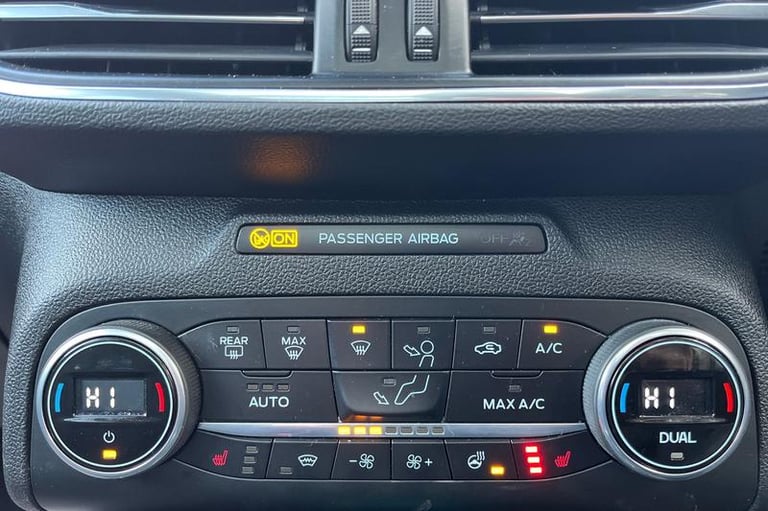 ON PASSENGER AIRBAG OFF
REAR MAX A/C
HI HI
AUTO MAX A/C
DUAL
- +